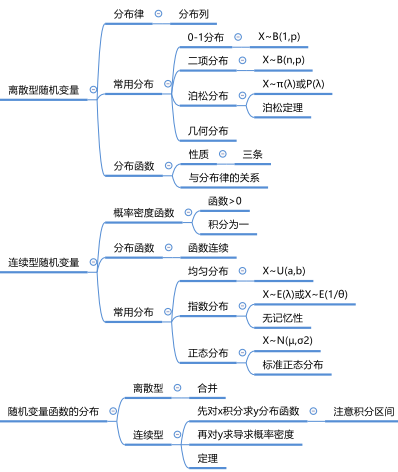 分布律
分布列
0-1分布
X~B(1,p)
二项分布
X~B(n,p)
离散型随机变量
常用分布
泊松分布
X~π(λ)或P(λ)
泊松定理
几何分布
分布函数
性质
三条
与分布律的关系
概率密度函数
函数>0
积分为一
连续型随机变量
分布函数
函数连续
常用分布
均匀分布
X~U(a,b)
指数分布
X~E(λ)或X~E(1/θ)
无记忆性
正态分布
X~N(μ,σ2)
标准正态分布
随机变量函数的分布
离散型
合并
连续型
先对x积分求y分布函数
注意积分区间
再对y求导求概率密度
定理